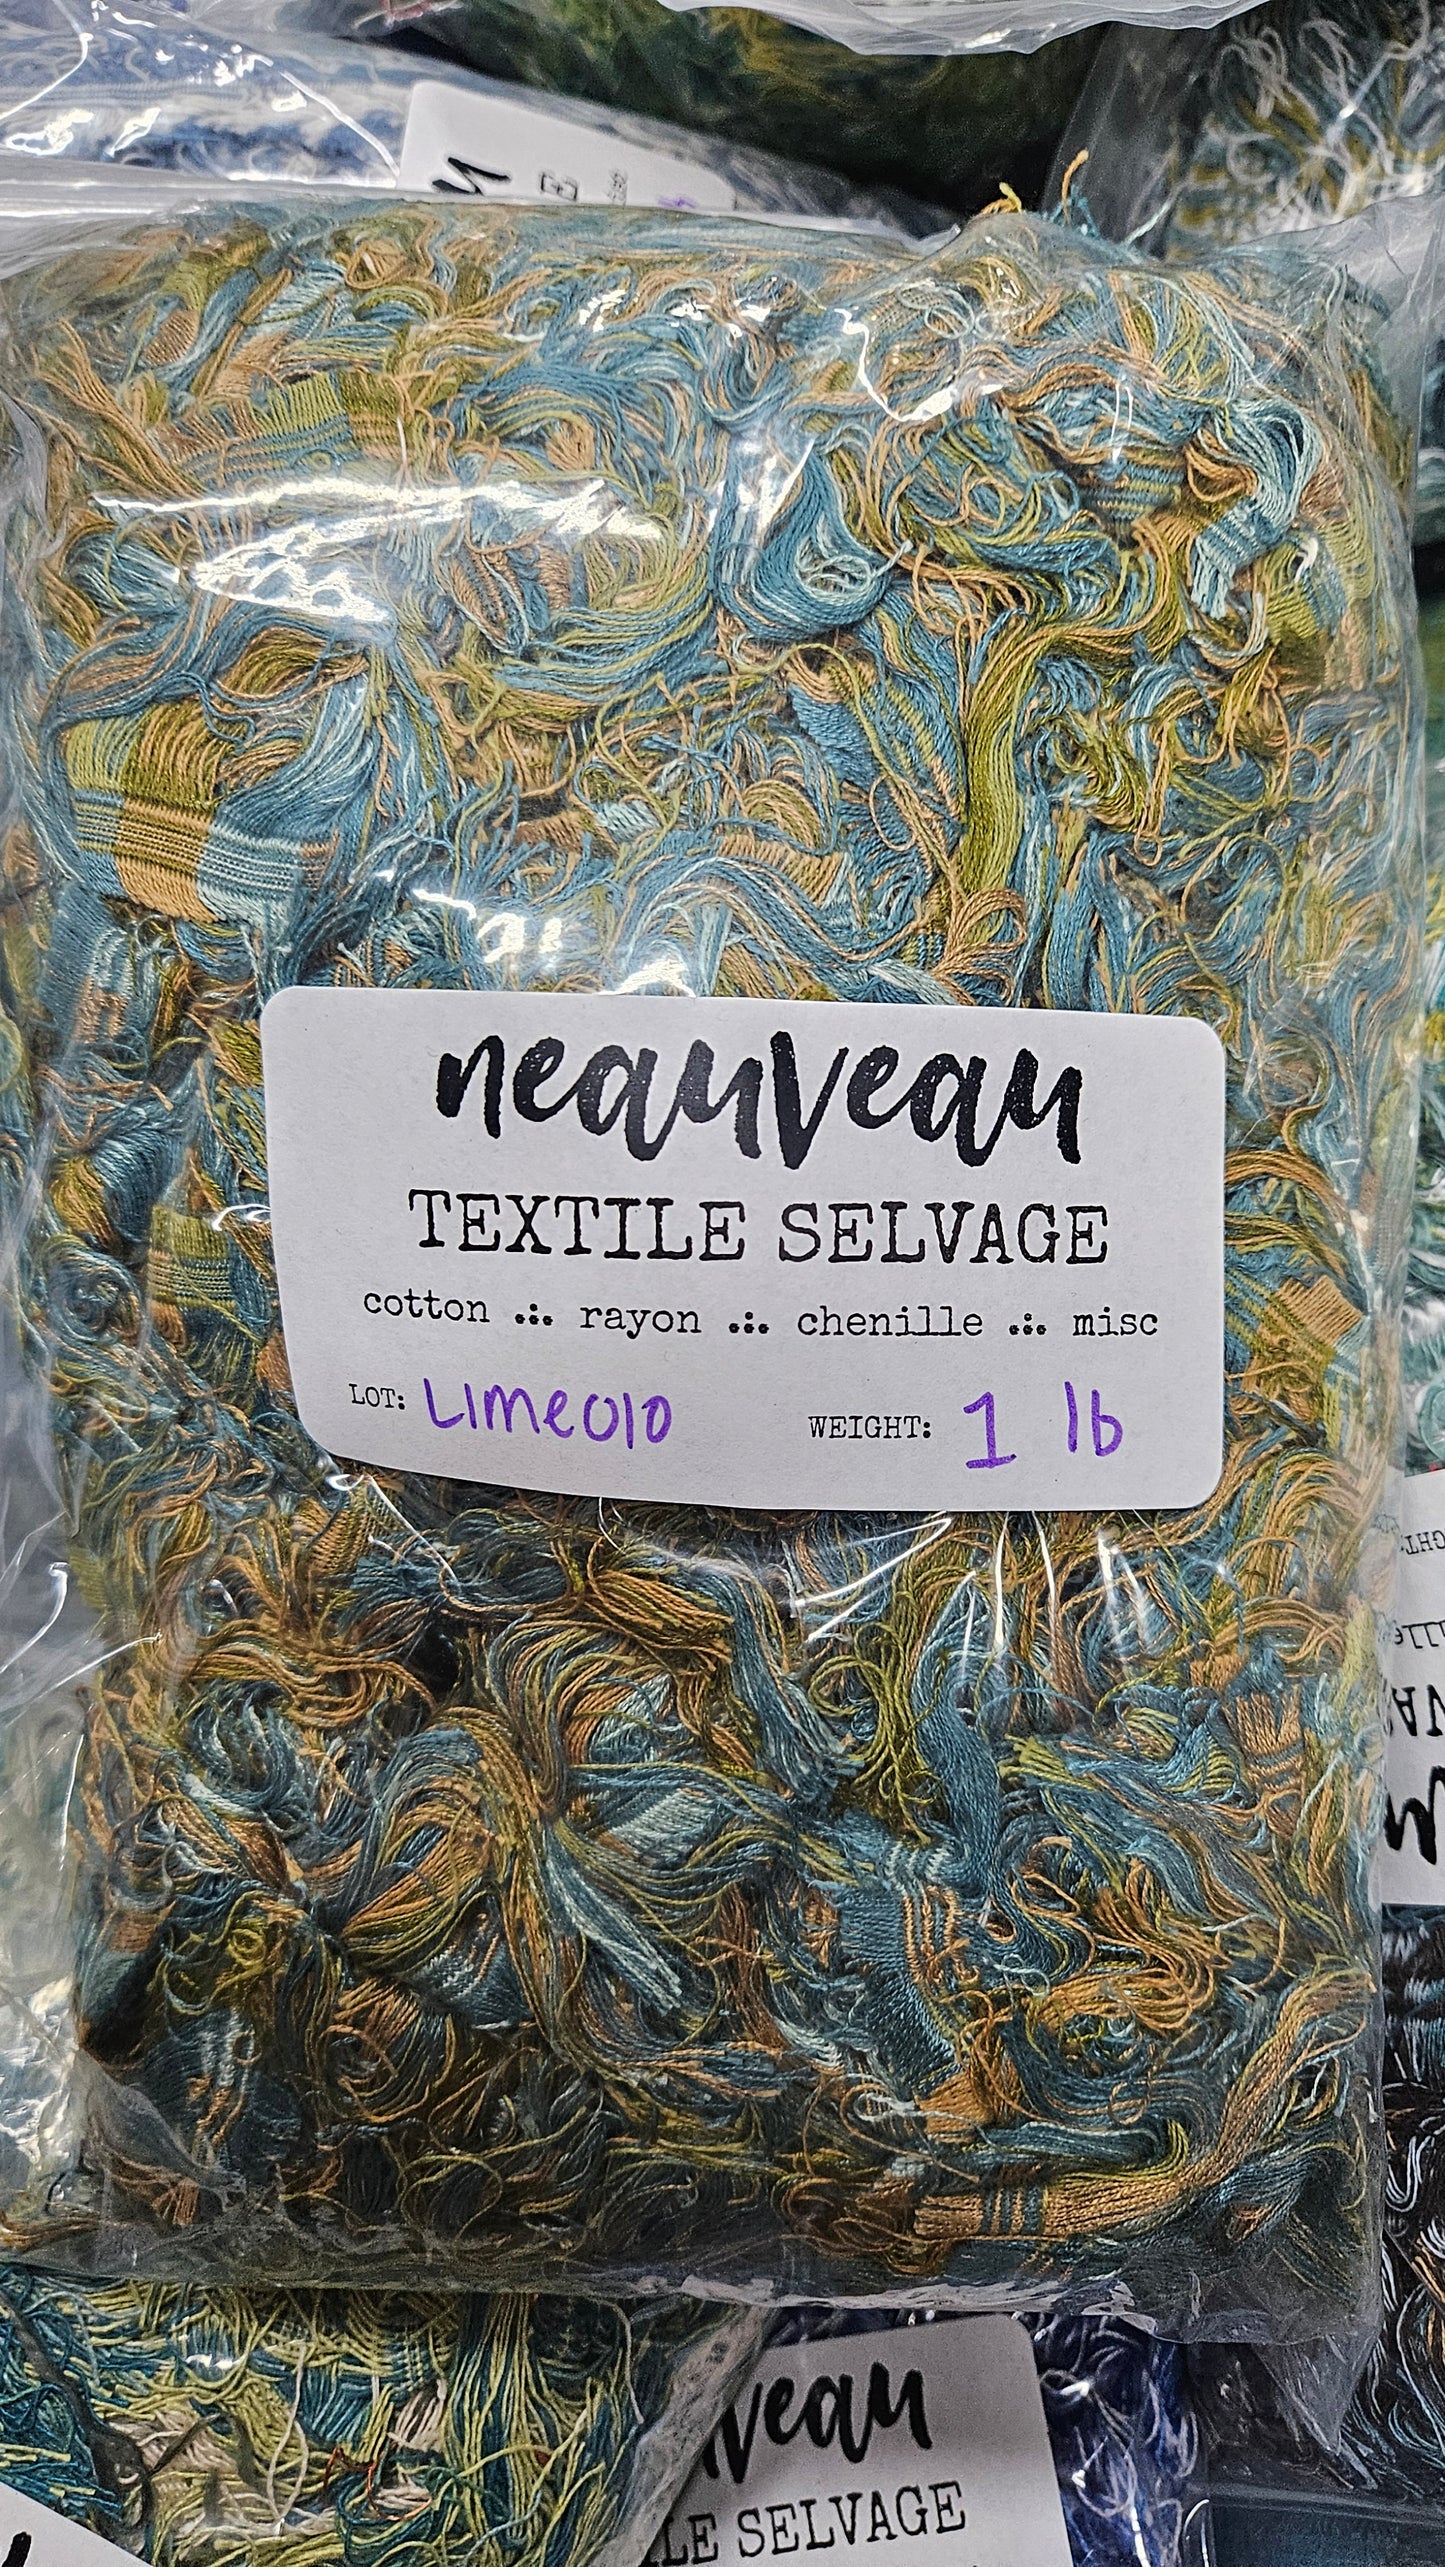 neauveau
TEXTILE SELVAGE
cotton rayon chenille misc
LOT: Lime010
WEIGHT: 1 lb
veau
LE SELVAGE